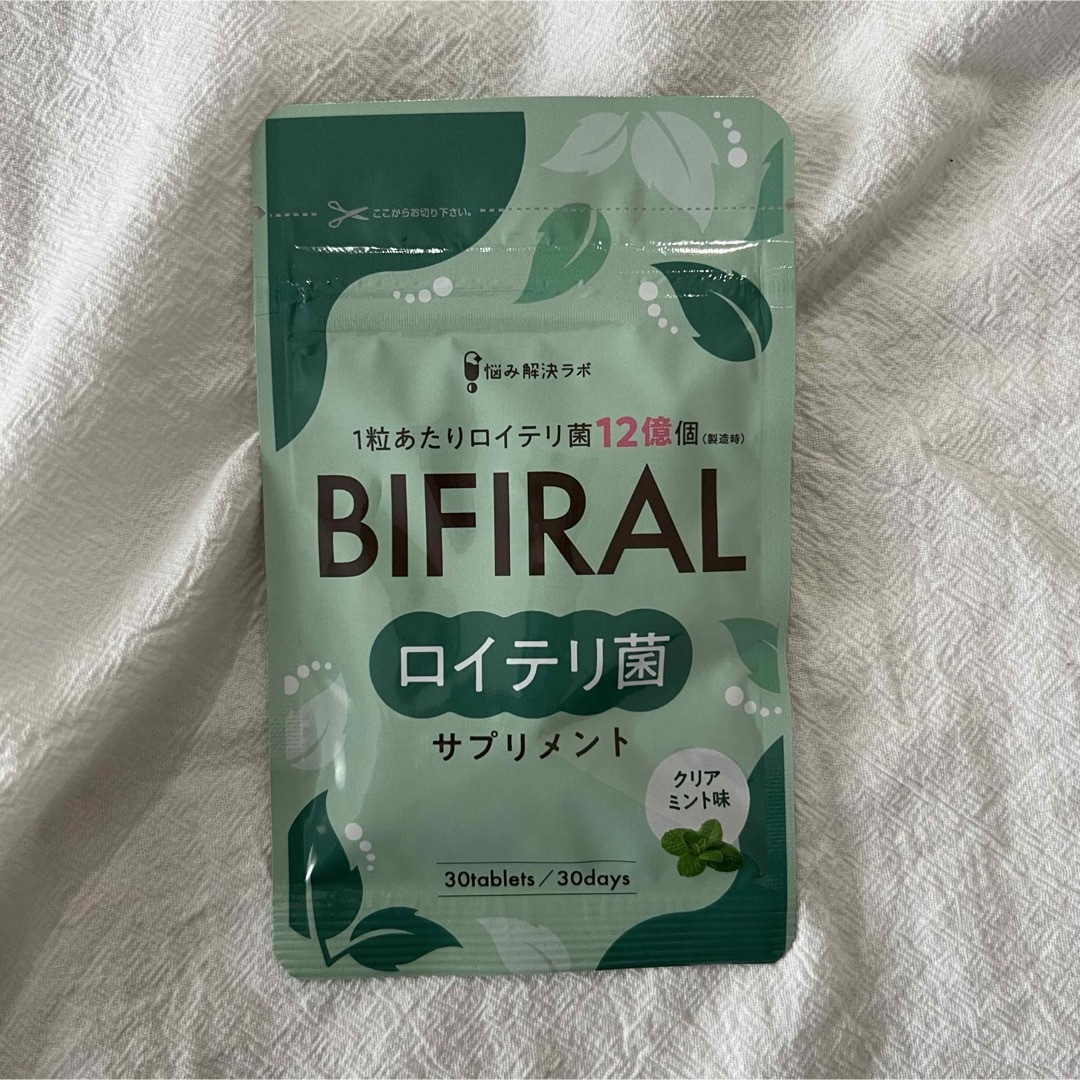 ここからお切り下さい。
悩み解決ラボ
1粒あたりロイテリ菌12億個(製造時)
BIFIRAL
ロイテリ菌
サプリメント
クリア
ミント味
30tablets/30days